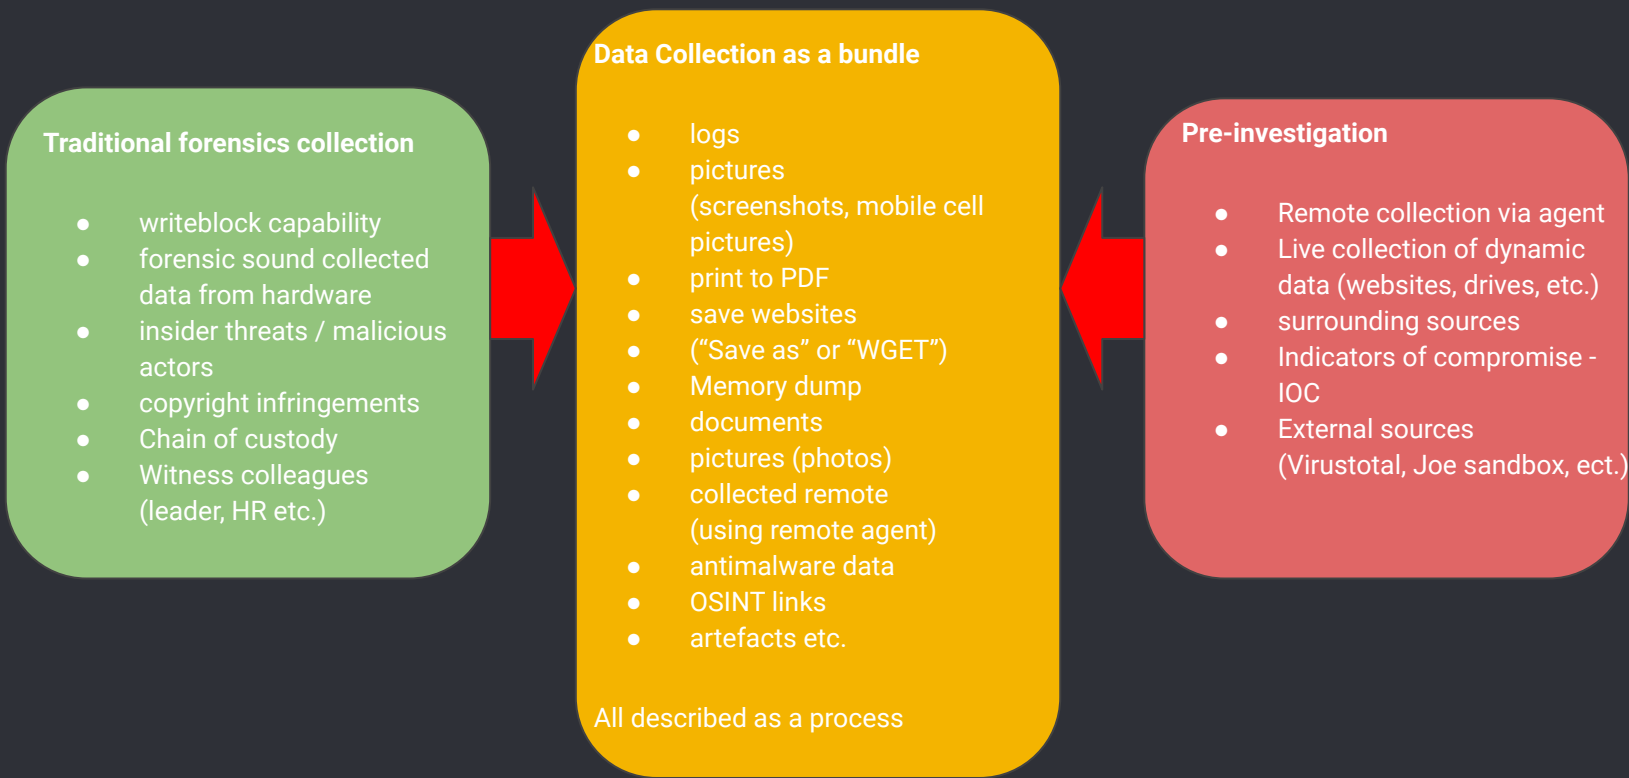 Traditional forensics collection
● writeblock capability
● forensic sound collected
data from hardware
● insider threats / malicious
actors
● copyright infringements
● Chain of custody
● Witness colleagues
(leader, HR etc.)
Data Collection as a bundle
● logs
● pictures
(screenshots, mobile cell
pictures)
● print to PDF
● save websites
● (“Save as” or “WGET”)
● Memory dump
● documents
● pictures (photos)
● collected remote
(using remote agent)
● antimalware data
● OSINT links
● artefacts etc.
All described as a process
Pre-investigation
● Remote collection via agent
● Live collection of dynamic
data (websites, drives, etc.)
● surrounding sources
● Indicators of compromise -
IOC
● External sources
(Virustotal, Joe sandbox, ect.)